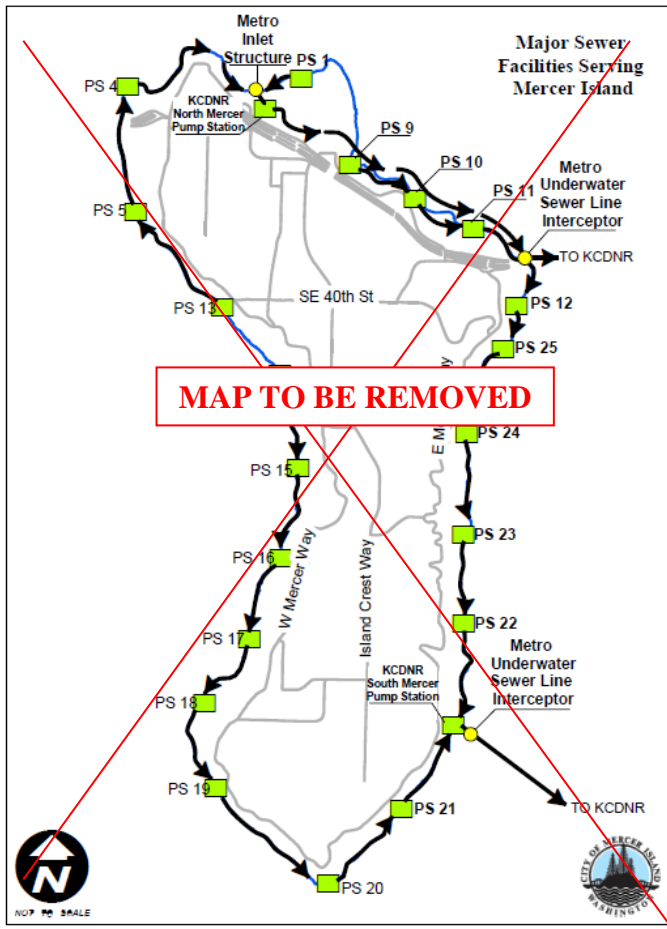 Major Sewer
Facilities Serving
Mercer Island
Metro
Inlet
Structure
PS 1
PS 4
KCDNR
North Mercer
Pump Station
PS 9
PS 10
PS 11
Metro
Underwater
Sewer Line
Interceptor
TO KCDNR
PS 5
PS 12
SE 40th St
PS 13
PS 25
MAP TO BE REMOVED
PS 24
PS 15
PS 23
PS 16
W Mercer Way
Island Crest Way
PS 22
PS 17
Metro
Underwater
Sewer Line
Interceptor
KCDNR
South Mercer
Pump Station
PS 18
PS 19
PS 21
TO KCDNR
PS 20
N
NOT TO SCALE
CITY OF MERCER ISLAND
WASHINGTON